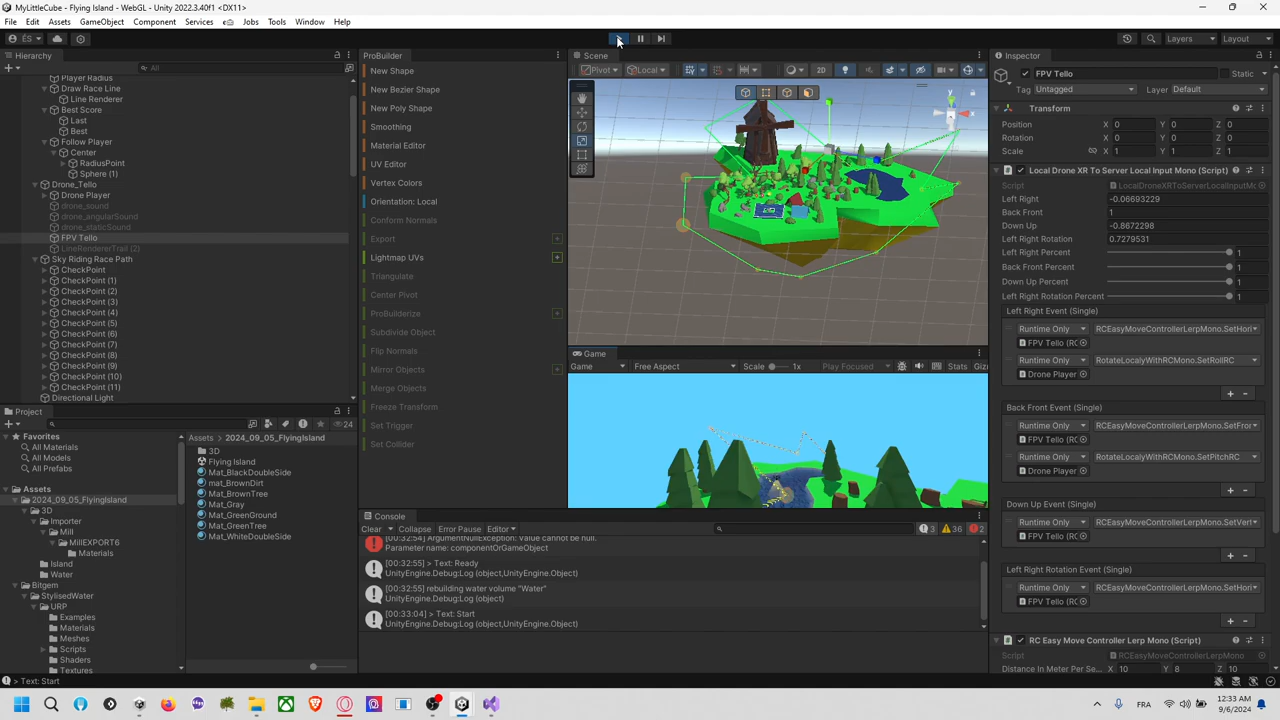 MyLittleCube - Flying Island - WebGL - Unity 2022.3.40f1 <DX11>
File Edit Assets GameObject Component Services Jobs Tools Window Help
ÉS Layers Layout
Hierarchy
All
Player Radius
Draw Race Line
Line Renderer
Best Score
Last
Best
Follow Player
Center
RadiusPoint
Sphere (1)
Drone_Tello
Drone Player
drone_sound
drone_angularSound
drone_staticSound
FPV Tello
LineRendererTrail (2)
Sky Riding Race Path
CheckPoint
CheckPoint (1)
CheckPoint (2)
CheckPoint (3)
CheckPoint (4)
CheckPoint (5)
CheckPoint (6)
CheckPoint (7)
CheckPoint (8)
CheckPoint (9)
CheckPoint (10)
CheckPoint (11)
Directional Light
ProBuilder
New Shape
New Bezier Shape
New Poly Shape
Smoothing
Material Editor
UV Editor
Vertex Colors
Orientation: Local
Conform Normals
Export
Lightmap UVs
Triangulate
Center Pivot
ProBuilderize
Subdivide Object
Flip Normals
Mirror Objects
Merge Objects
Freeze Transform
Set Trigger
Set Collider
Scene
Pivot Local 2D
y
Game
Game Free Aspect Scale 1x Play Focused Stats Giz
Project
24
Favorites
All Materials
All Models
All Prefabs
Assets
2024_09_05_FlyingIsland
3D
Importer
Mill
MillEXPORT6
Materials
Island
Water
Bitgem
StylisedWater
URP
Examples
Materials
Meshes
Scripts
Shaders
Textures
Assets > 2024_09_05_FlyingIsland
3D
Flying Island
Mat_BlackDoubleSide
mat_BrownDirt
Mat_BrownTree
Mat_Gray
Mat_GreenGround
Mat_GreenTree
Mat_WhiteDoubleSide
Console
Clear Collapse Error Pause Editor 3 36 2
[00:32:54] ArgumentNullException: Value cannot be null.
Parameter name: componentOrGameObject
[00:32:55] > Text: Ready
UnityEngine.Debug:Log (object,UnityEngine.Object)
[00:32:55] rebuilding water volume "Water"
UnityEngine.Debug:Log (object)
[00:33:04] > Text: Start
UnityEngine.Debug:Log (object,UnityEngine.Object)
Inspector
FPV Tello Static
Tag Untagged Layer Default
Transform
Position X 0 Y 0 Z 0
Rotation X 0 Y 0 Z 0
Scale X 1 Y 1 Z 1
Local Drone XR To Server Local Input Mono (Script)
Script LocalDroneXRToServerLocalInputMo
Left Right -0.06693229
Back Front 1
Down Up -0.8672298
Left Right Rotation 0.7279531
Left Right Percent 1
Back Front Percent 1
Down Up Percent 1
Left Right Rotation Percent 1
Left Right Event (Single)
Runtime Only RCEasyMoveControllerLerpMono.SetHori
FPV Tello (RC
Runtime Only RotateLocalyWithRCMono.SetRollRC
Drone Player
Back Front Event (Single)
Runtime Only RCEasyMoveControllerLerpMono.SetFror
FPV Tello (RC
Runtime Only RotateLocalyWithRCMono.SetPitchRC
Drone Player
Down Up Event (Single)
Runtime Only RCEasyMoveControllerLerpMono.SetVert
FPV Tello (RC
Left Right Rotation Event (Single)
Runtime Only RCEasyMoveControllerLerpMono.SetHori
FPV Tello (RC
RC Easy Move Controller Lerp Mono (Script)
Script RCEasyMoveControllerLerpMono
Distance In Meter Per Se... X 10 Y 8 Z 10
> Text: Start
FRA
12:33 AM
9/6/2024